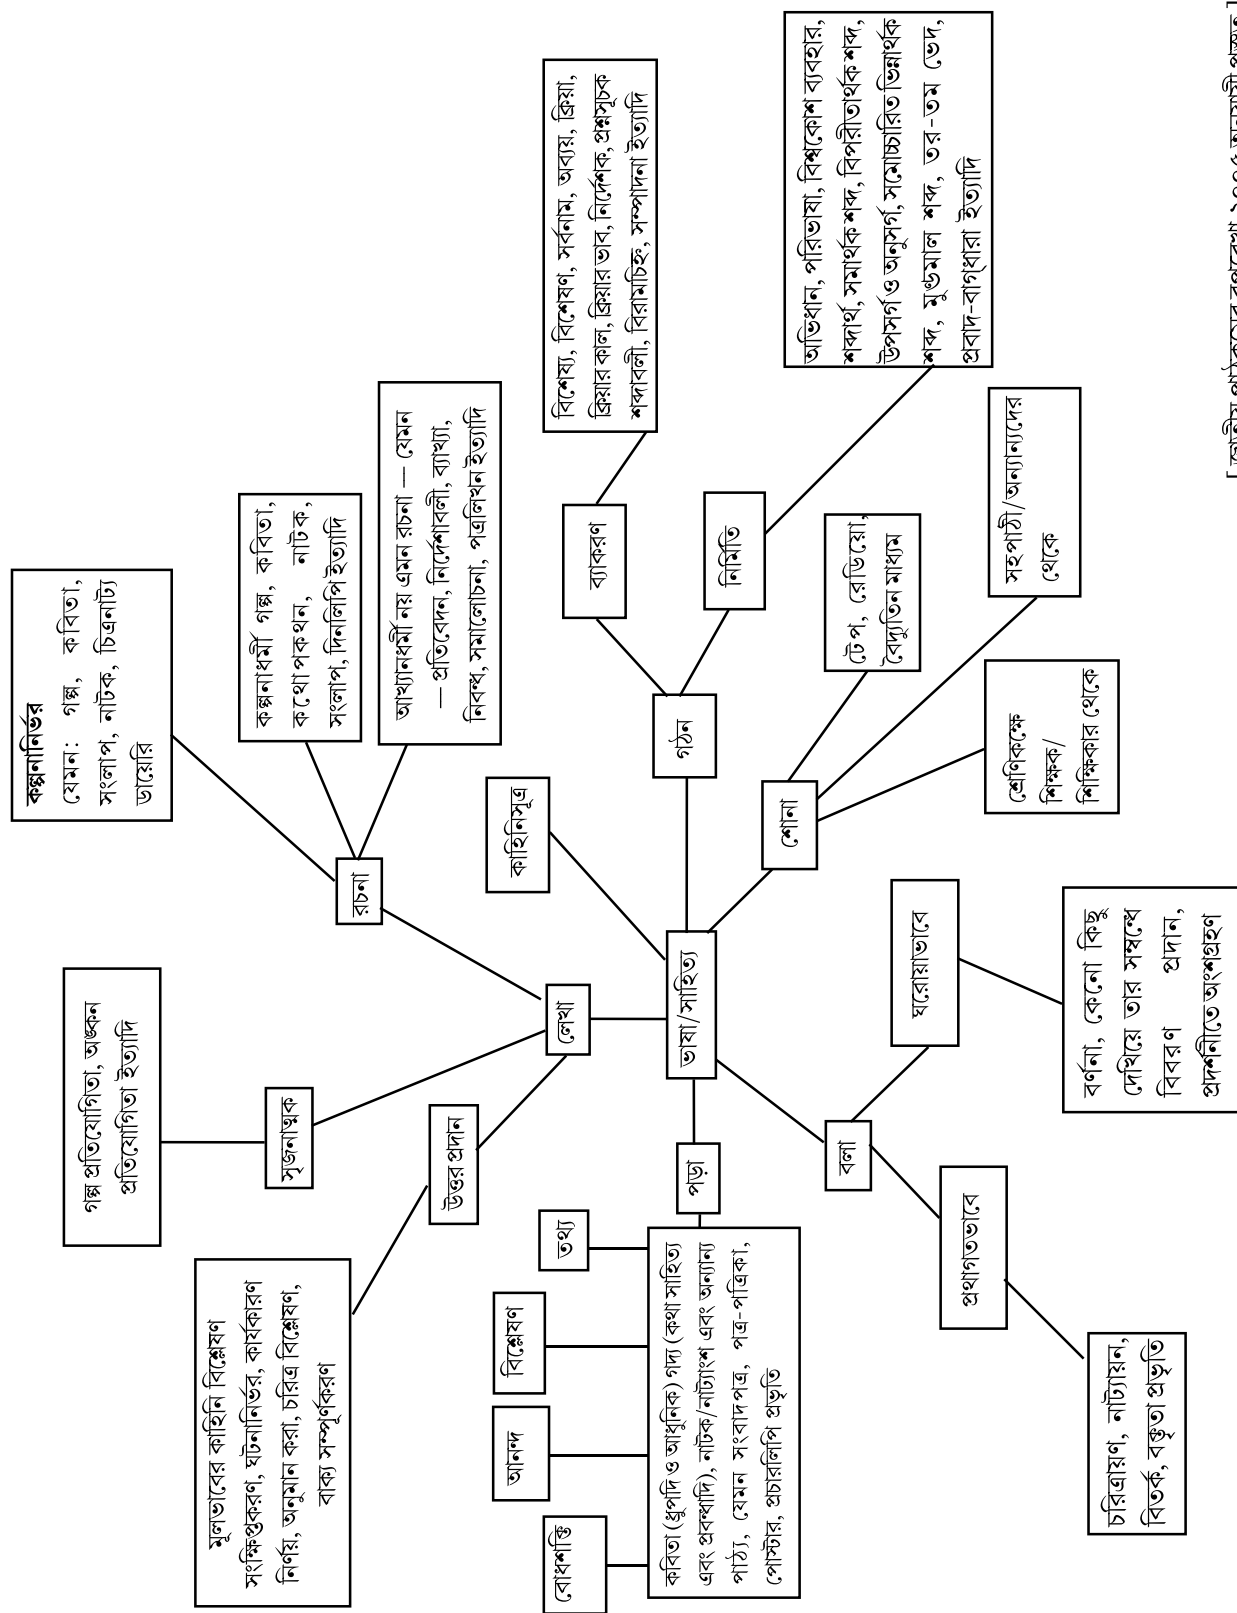 কল্পনানির্ভর
যেমন: গল্প, কবিতা,
সংলাপ, নাটক, চিত্রনাট্য
ডায়েরি
কল্পনাধর্মী গল্প, কবিতা,
কথোপকথন, নাটক,
সংলাপ, দিনলিপি ইত্যাদি
আখ্যানধর্মী নয় এমন রচনা — যেমন
— প্রতিবেদন, নির্দেশাবলী, ব্যাখ্যা,
নিবন্ধ, সমালোচনা, পত্রলিখন ইত্যাদি
বিশেষ্য, বিশেষণ, সর্বনাম, অব্যয়, ক্রিয়া,
ক্রিয়ার কাল, ক্রিয়ার ভাব, নির্দেশক, প্রশ্নসূচক
শব্দাবলী, বিরামচিহ্ন, সম্পাদনা ইত্যাদি
অভিধান, পরিভাষা, বিশ্বকোশ ব্যবহার,
শব্দার্থ, সমার্থক শব্দ, বিপরীতার্থক শব্দ,
উপসর্গ ও অনুসর্গ, সমোচ্চারিত ভিন্নার্থক
শব্দ, মুণ্ডমাল শব্দ, তর-তম ভেদ,
প্রবাদ-বাগ্‌ধারা ইত্যাদি
গল্প প্রতিযোগিতা, অঙ্কন
প্রতিযোগিতা ইত্যাদি
রচনা
কাহিনিসূত্র
ব্যাকরণ
নির্মিতি
গঠন
টেপ, রেডিয়ো,
বৈদ্যুতিন মাধ্যম
সহপাঠী/অন্যান্যদের
থেকে
শোনা
শ্রেণিকক্ষে
শিক্ষক/
শিক্ষিকার থেকে
সৃজনাত্মক
লেখা
উত্তর প্রদান
ভাষা/সাহিত্য
মূলভাবের কাহিনি বিশ্লেষণ
সংক্ষিপ্তকরণ, ঘটনানির্ভর, কার্যকারণ
নির্ণয়, অনুমান করা, চরিত্র বিশ্লেষণ,
বাক্য সম্পূর্ণকরণ
পড়া
বোধশক্তি
আনন্দ
বিশ্লেষণ
তথ্য
কবিতা (ধ্রুপদি ও আধুনিক) গদ্য (কথা সাহিত্য
এবং প্রবন্ধাদি), নাটক/নাট্যাংশ এবং অন্যান্য
পাঠ্য, যেমন সংবাদপত্র, পত্র-পত্রিকা,
পোস্টার, প্রচারলিপি প্রভৃতি
বলা
ঘরোয়াভাবে
বর্ণনা, কোনো কিছু
দেখিয়ে তার সম্বন্ধে
বিবরণ প্রদান,
প্রদর্শনীতে অংশগ্রহণ
প্রথাগতভাবে
চরিত্রায়ণ, নাট্যায়ন,
বিতর্ক, বক্তৃতা প্রভৃতি